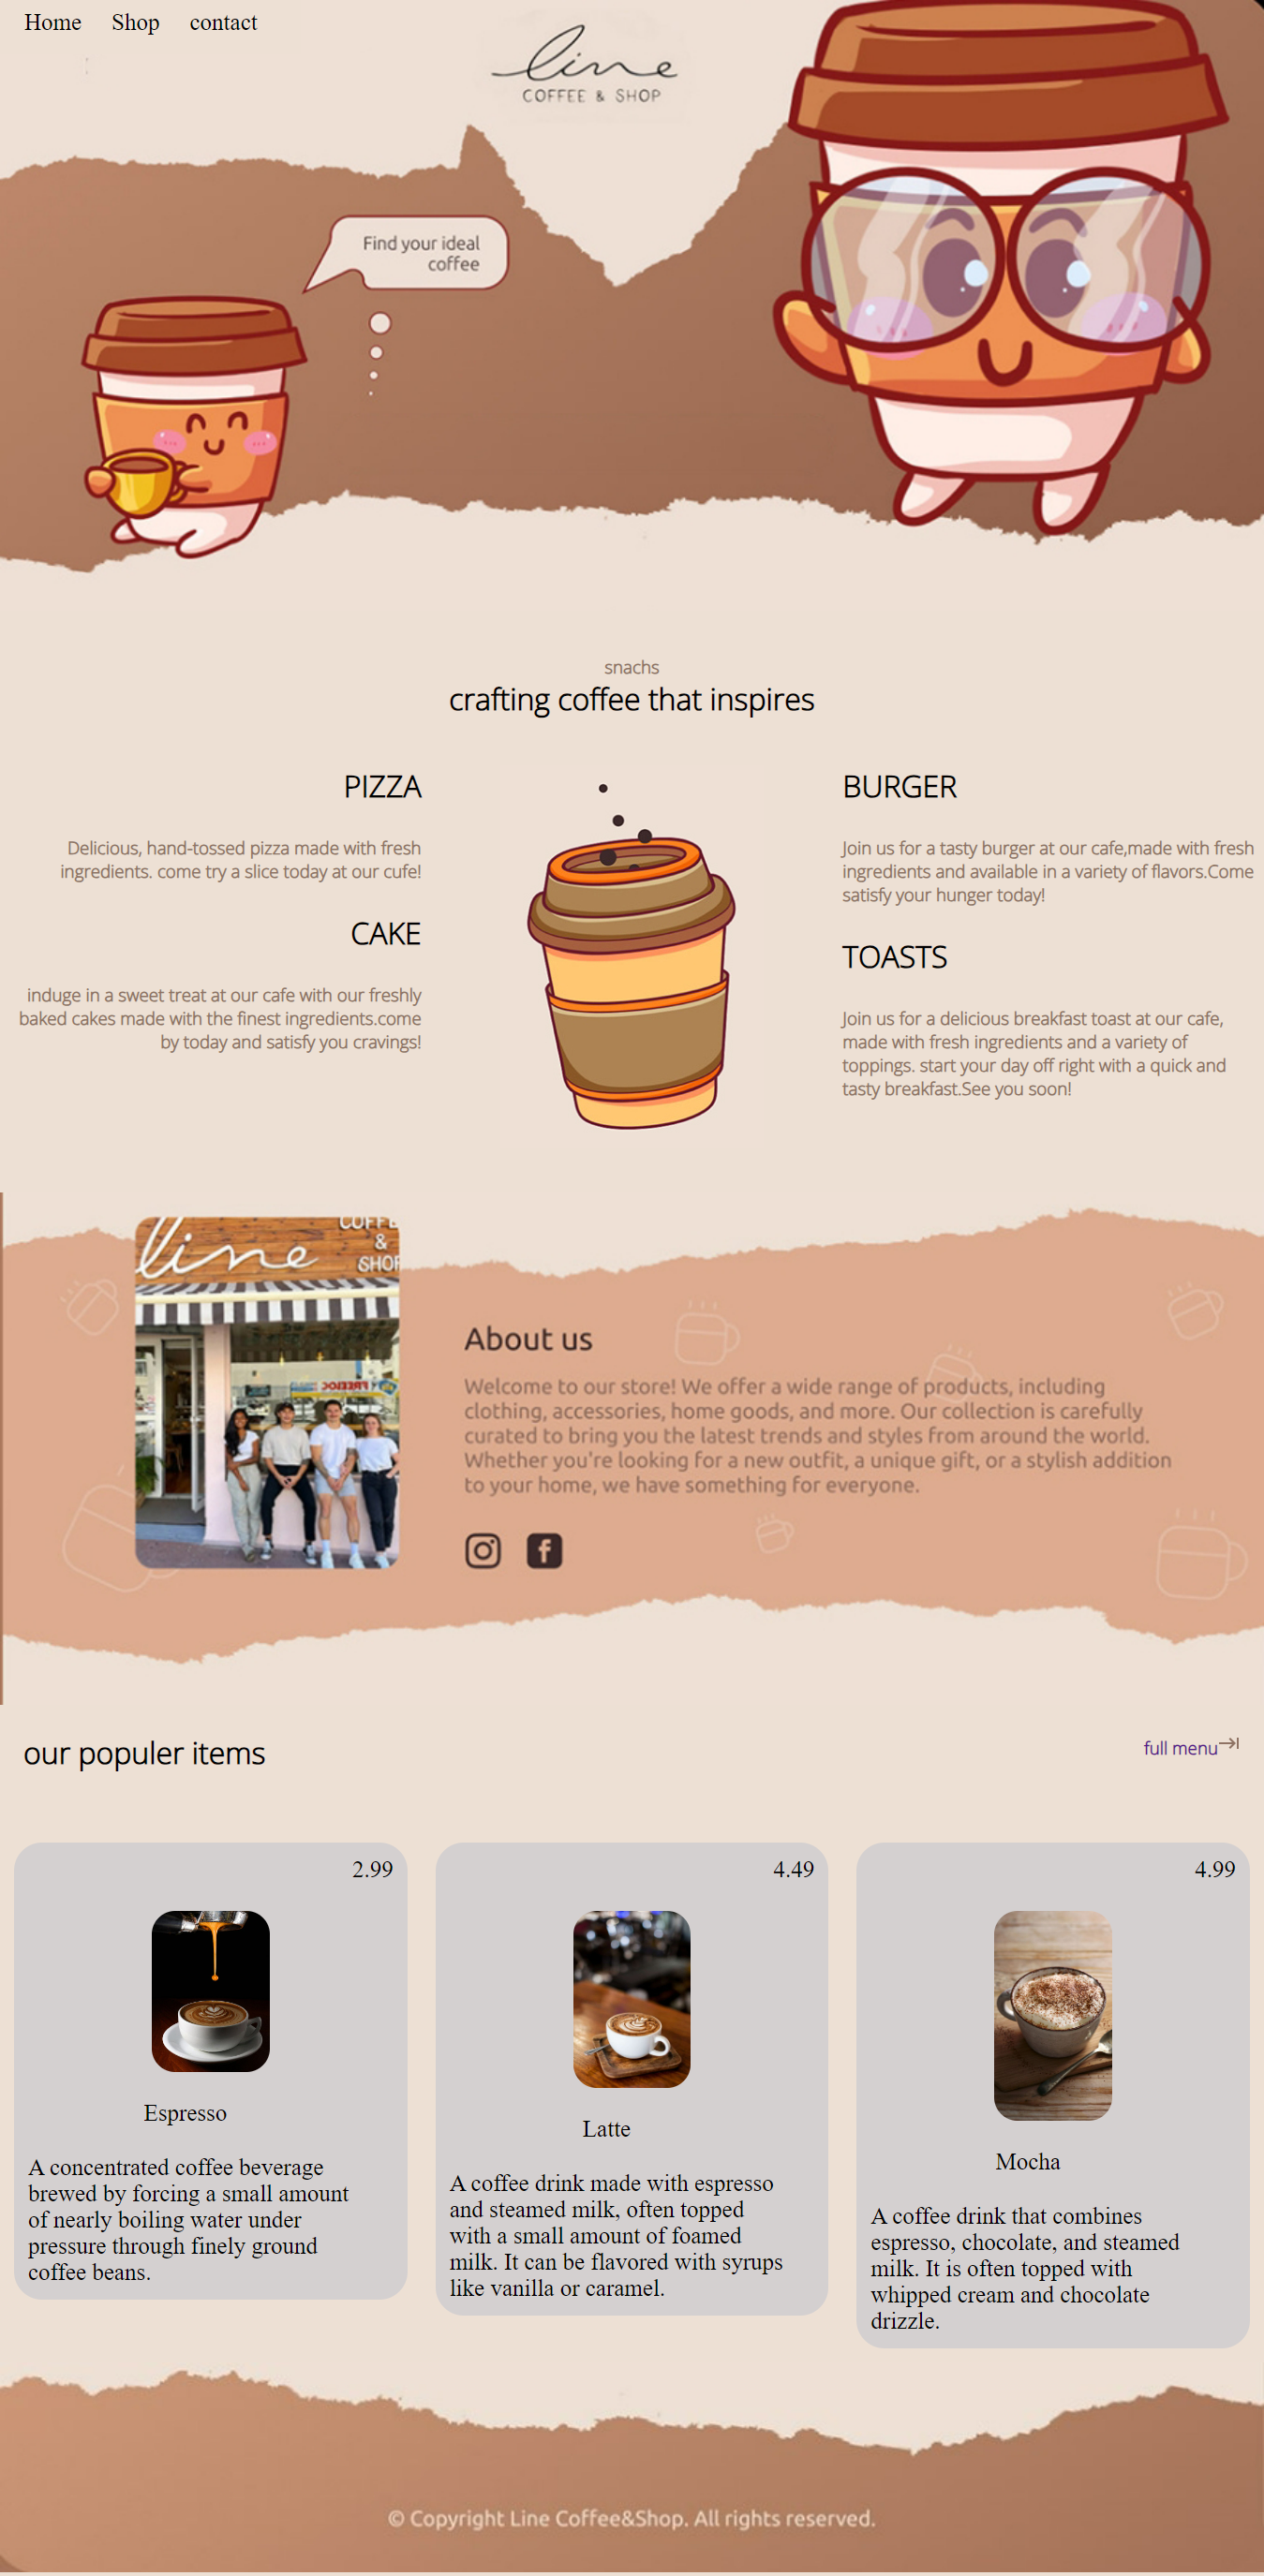 Home Shop contact
line
COFFEE & SHOP
Find your ideal
coffee
snachs
crafting coffee that inspires
PIZZA
Delicious, hand-tossed pizza made with fresh
ingredients. come try a slice today at our cufe!
CAKE
induge in a sweet treat at our cafe with our freshly
baked cakes made with the finest ingredients.come
by today and satisfy you cravings!
BURGER
Join us for a tasty burger at our cafe,made with fresh
ingredients and available in a variety of flavors.Come
satisfy your hunger today!
TOASTS
Join us for a delicious breakfast toast at our cafe,
made with fresh ingredients and a variety of
toppings. start your day off right with a quick and
tasty breakfast.See you soon!
line
COFFE
&
SHOP
About us
Welcome to our store! We offer a wide range of products, including
clothing, accessories, home goods, and more. Our collection is carefully
curated to bring you the latest trends and styles from around the world.
Whether you're looking for a new outfit, a unique gift, or a stylish addition
to your home, we have something for everyone.
our populer items
full menu
2.99
Espresso
A concentrated coffee beverage
brewed by forcing a small amount
of nearly boiling water under
pressure through finely ground
coffee beans.
4.49
Latte
A coffee drink made with espresso
and steamed milk, often topped
with a small amount of foamed
milk. It can be flavored with syrups
like vanilla or caramel.
4.99
Mocha
A coffee drink that combines
espresso, chocolate, and steamed
milk. It is often topped with
whipped cream and chocolate
drizzle.
© Copyright Line Coffee&Shop. All rights reserved.